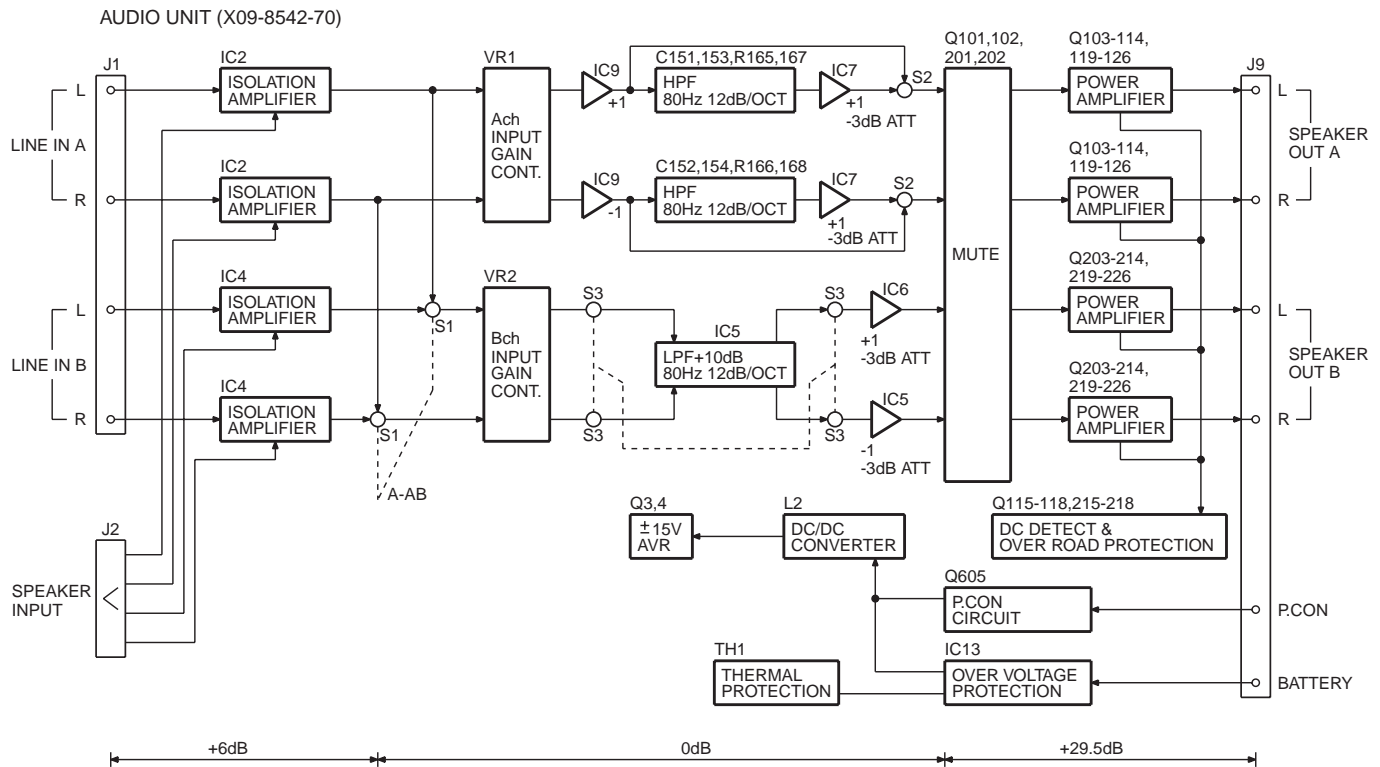 AUDIO UNIT (X09-8542-70)
J1
IC2
ISOLATION
AMPLIFIER
VR1
IC9
+1
C151,153,R165,167
HPF
80Hz 12dB/OCT
IC7
+1
-3dB ATT
S2
Q101,102,
201,202
Q103-114,
119-126
POWER
AMPLIFIER
J9
L
LINE IN A
R
Ach
INPUT
GAIN
CONT.
L
SPEAKER
OUT A
R
IC2
ISOLATION
AMPLIFIER
IC9
-1
C152,154,R166,168
HPF
80Hz 12dB/OCT
IC7
+1
-3dB ATT
S2
Q103-114,
119-126
POWER
AMPLIFIER
MUTE
IC4
ISOLATION
AMPLIFIER
S1
VR2
Bch
INPUT
GAIN
CONT.
S3
IC5
LPF+10dB
80Hz 12dB/OCT
S3
IC6
+1
-3dB ATT
Q203-214,
219-226
POWER
AMPLIFIER
L
LINE IN B
R
L
SPEAKER
OUT B
R
IC4
ISOLATION
AMPLIFIER
S1
S3
S3
IC5
-1
-3dB ATT
Q203-214,
219-226
POWER
AMPLIFIER
A-AB
J2
SPEAKER
INPUT
Q3,4
±15V
AVR
L2
DC/DC
CONVERTER
Q115-118,215-218
DC DETECT &
OVER ROAD PROTECTION
Q605
P.CON
CIRCUIT
P.CON
TH1
THERMAL
PROTECTION
IC13
OVER VOLTAGE
PROTECTION
BATTERY
+6dB
0dB
+29.5dB